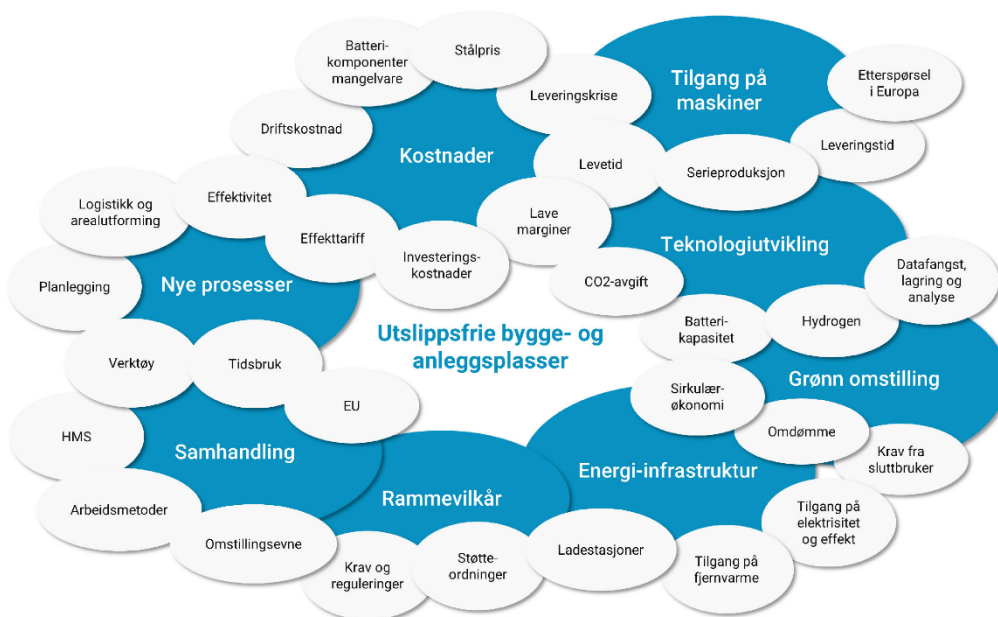 Batteri-
komponenter
mangelvare
Stålpris
Tilgang på
maskiner
Etterspørsel
i Europa
Leveringskrise
Driftskostnad
Kostnader
Levetid
Serieproduksjon
Leveringstid
Logistikk og
arealutforming
Effektivitet
Effekttariff
Lave
marginer
Teknologiutvikling
Investerings-
kostnader
Planlegging
Nye prosesser
CO2-avgift
Datafangst,
lagring og
analyse
Utslippsfrie bygge- og
anleggsplasser
Batteri-
kapasitet
Hydrogen
Verktøy
Tidsbruk
Grønn omstilling
EU
Sirkulær-
økonomi
HMS
Samhandling
Omdømme
Energi-infrastruktur
Krav fra
sluttbruker
Rammevilkår
Arbeidsmetoder
Omstillingsevne
Tilgang på
elektrisitet
og effekt
Krav og
reguleringer
Støtte-
ordninger
Ladestasjoner
Tilgang på
fjernvarme